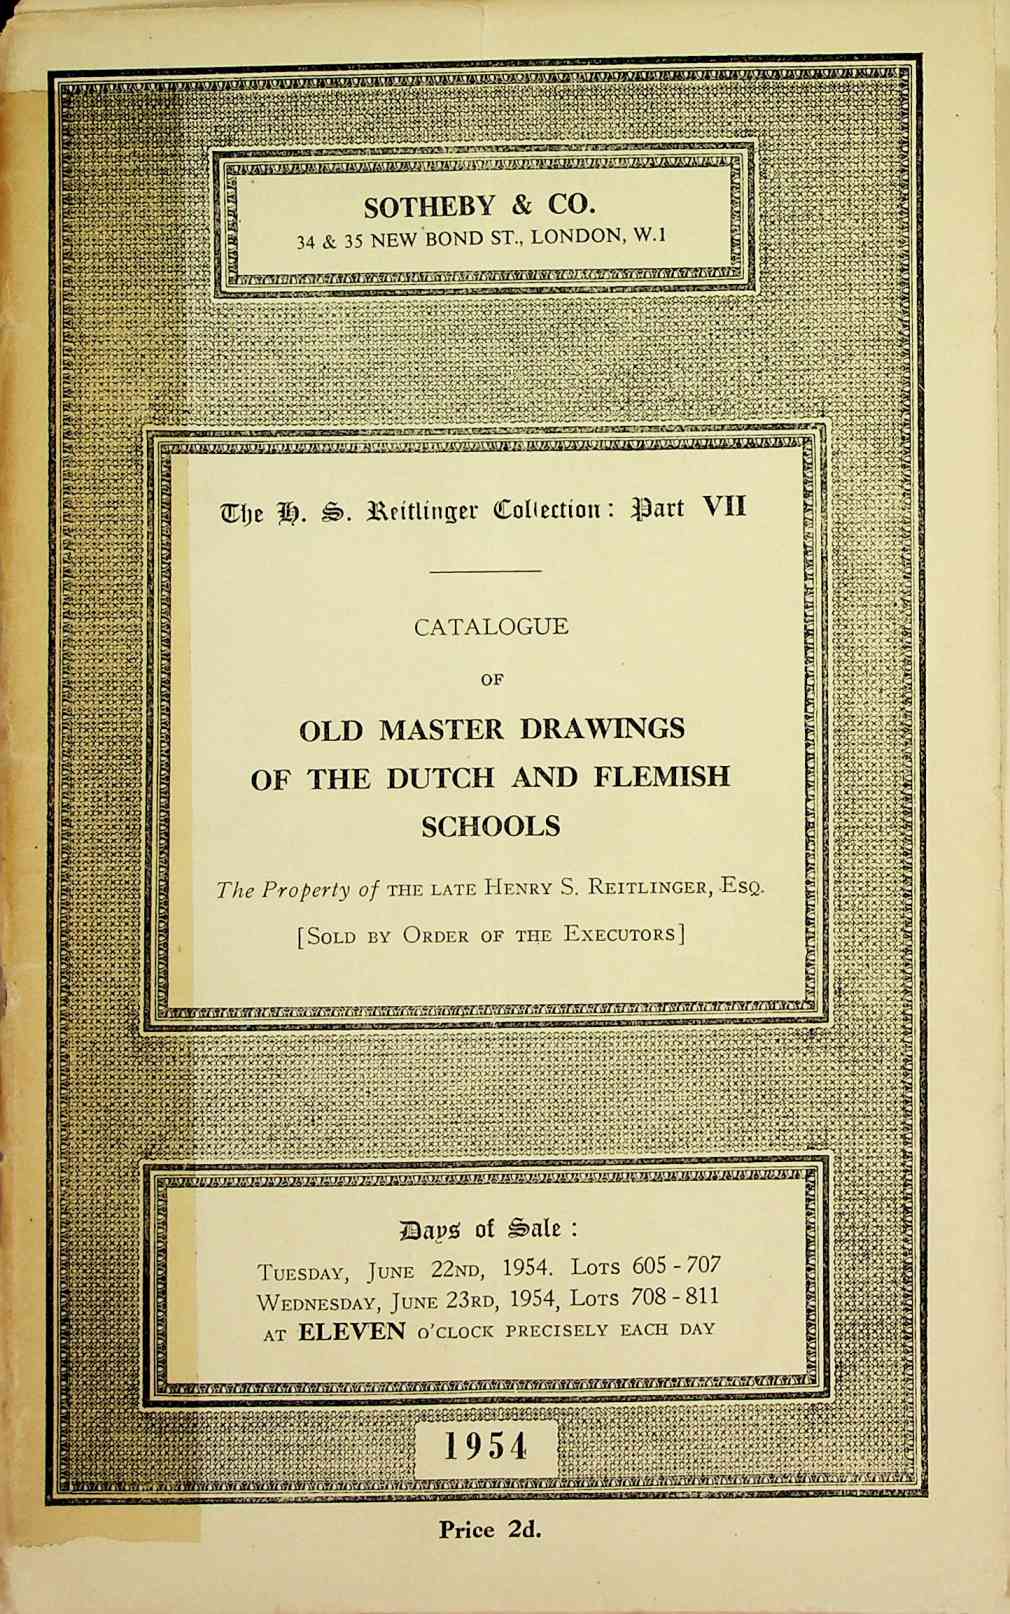 SOTHEBY & CO.
34 & 35 NEW BOND ST., LONDON, W.1
The H. S. Reitlinger Collection: Part VII
CATALOGUE
OF
OLD MASTER DRAWINGS
OF THE DUTCH AND FLEMISH
SCHOOLS
The Property of THE LATE HENRY S. REITLINGER, ESQ.
[SOLD BY ORDER OF THE EXECUTORS]
Days of Sale:
TUESDAY, JUNE 22ND, 1954. LOTS 605-707
WEDNESDAY, JUNE 23RD, 1954, LOTS 708-811
AT ELEVEN O'CLOCK PRECISELY EACH DAY
1954
Price 2d.